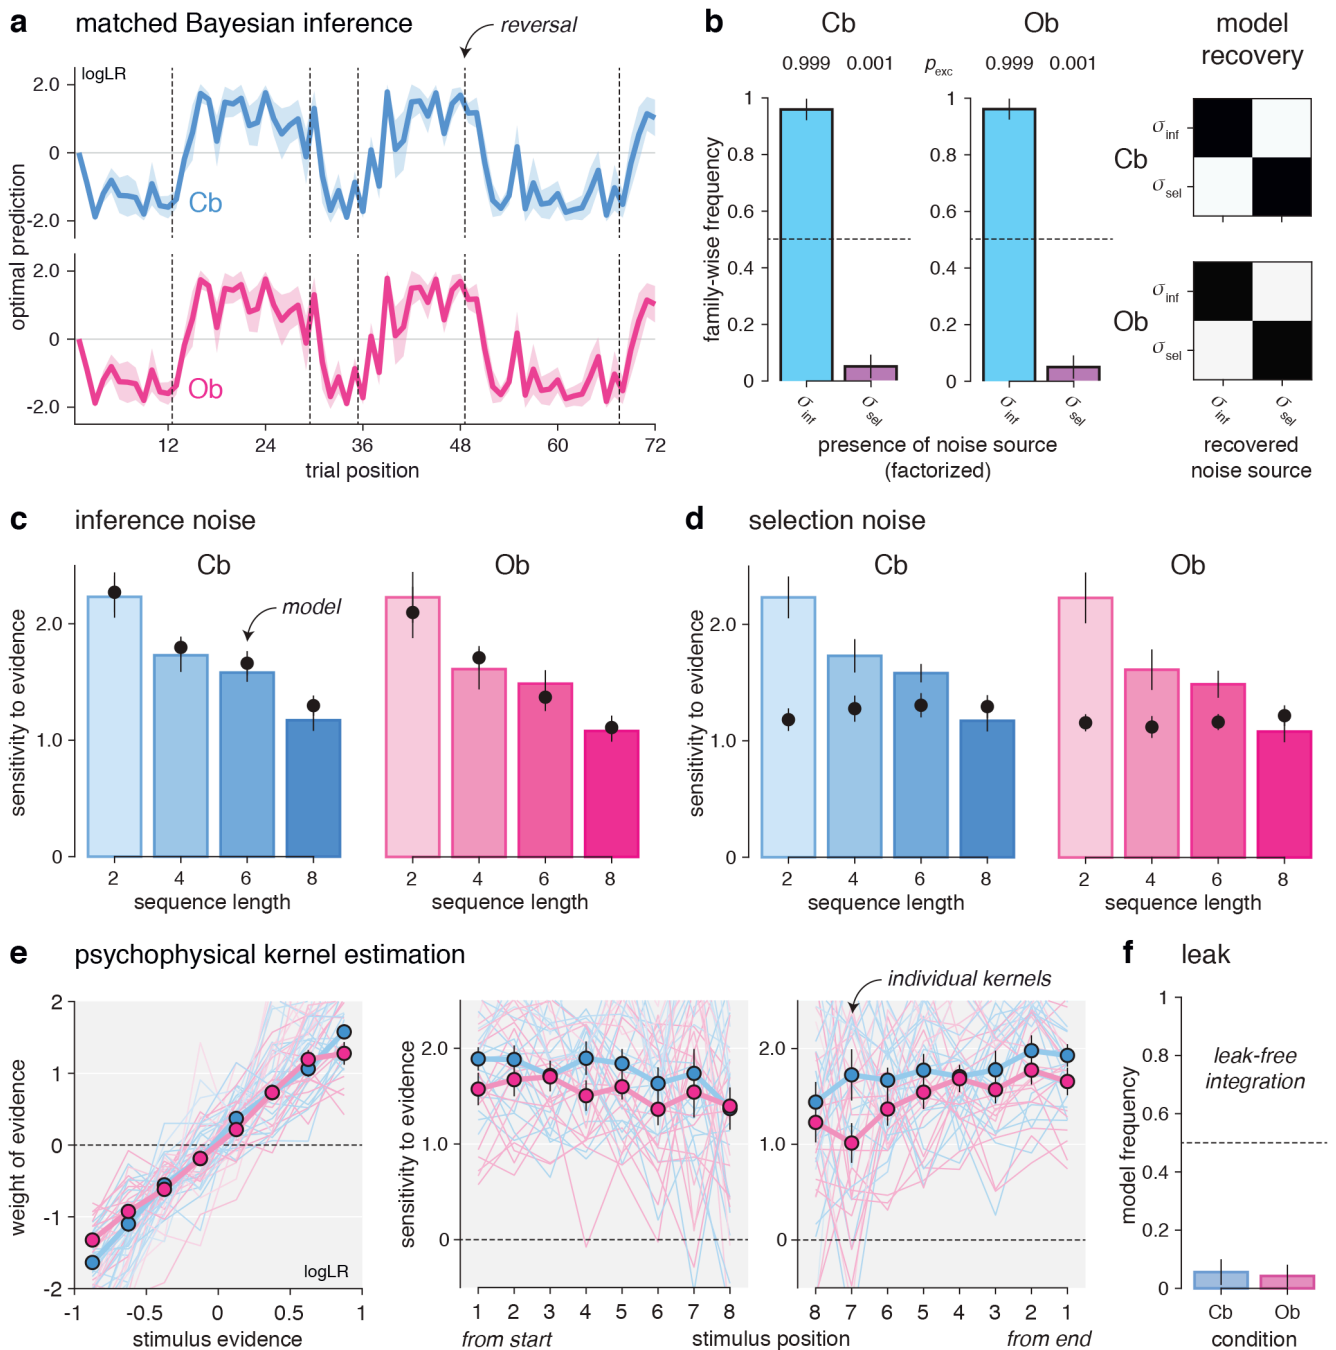 a matched Bayesian inference
reversal
logLR
optimal prediction
2.0
0
-2.0
Cb
2.0
0
-2.0
Ob
12 24 36 48 60 72
trial position
b Cb Ob
0.999 0.001 pexc 0.999 0.001
family-wise frequency
1 0.8 0.6 0.4 0.2 0
1 0.8 0.6 0.4 0.2 0
σinf σsel σinf σsel
presence of noise source
(factorized)
model
recovery
Cb σinf σsel
Ob σinf σsel
σinf σsel
recovered
noise source
c inference noise
Cb Ob
model
sensitivity to evidence
2.0
1.0
0
2 4 6 8 2 4 6 8
sequence length sequence length
d selection noise
Cb Ob
sensitivity to evidence
2.0
1.0
0
2 4 6 8 2 4 6 8
sequence length sequence length
e psychophysical kernel estimation
individual kernels
weight of evidence
2
1
0
-1
-2
logLR
-1 -0.5 0 0.5 1
stimulus evidence
sensitivity to evidence
2.0
1.0
0
1 2 3 4 5 6 7 8
2.0
1.0
0
8 7 6 5 4 3 2 1
from start stimulus position from end
f leak
model frequency
1
0.8
0.6
0.4
0.2
0
leak-free
integration
Cb Ob
condition